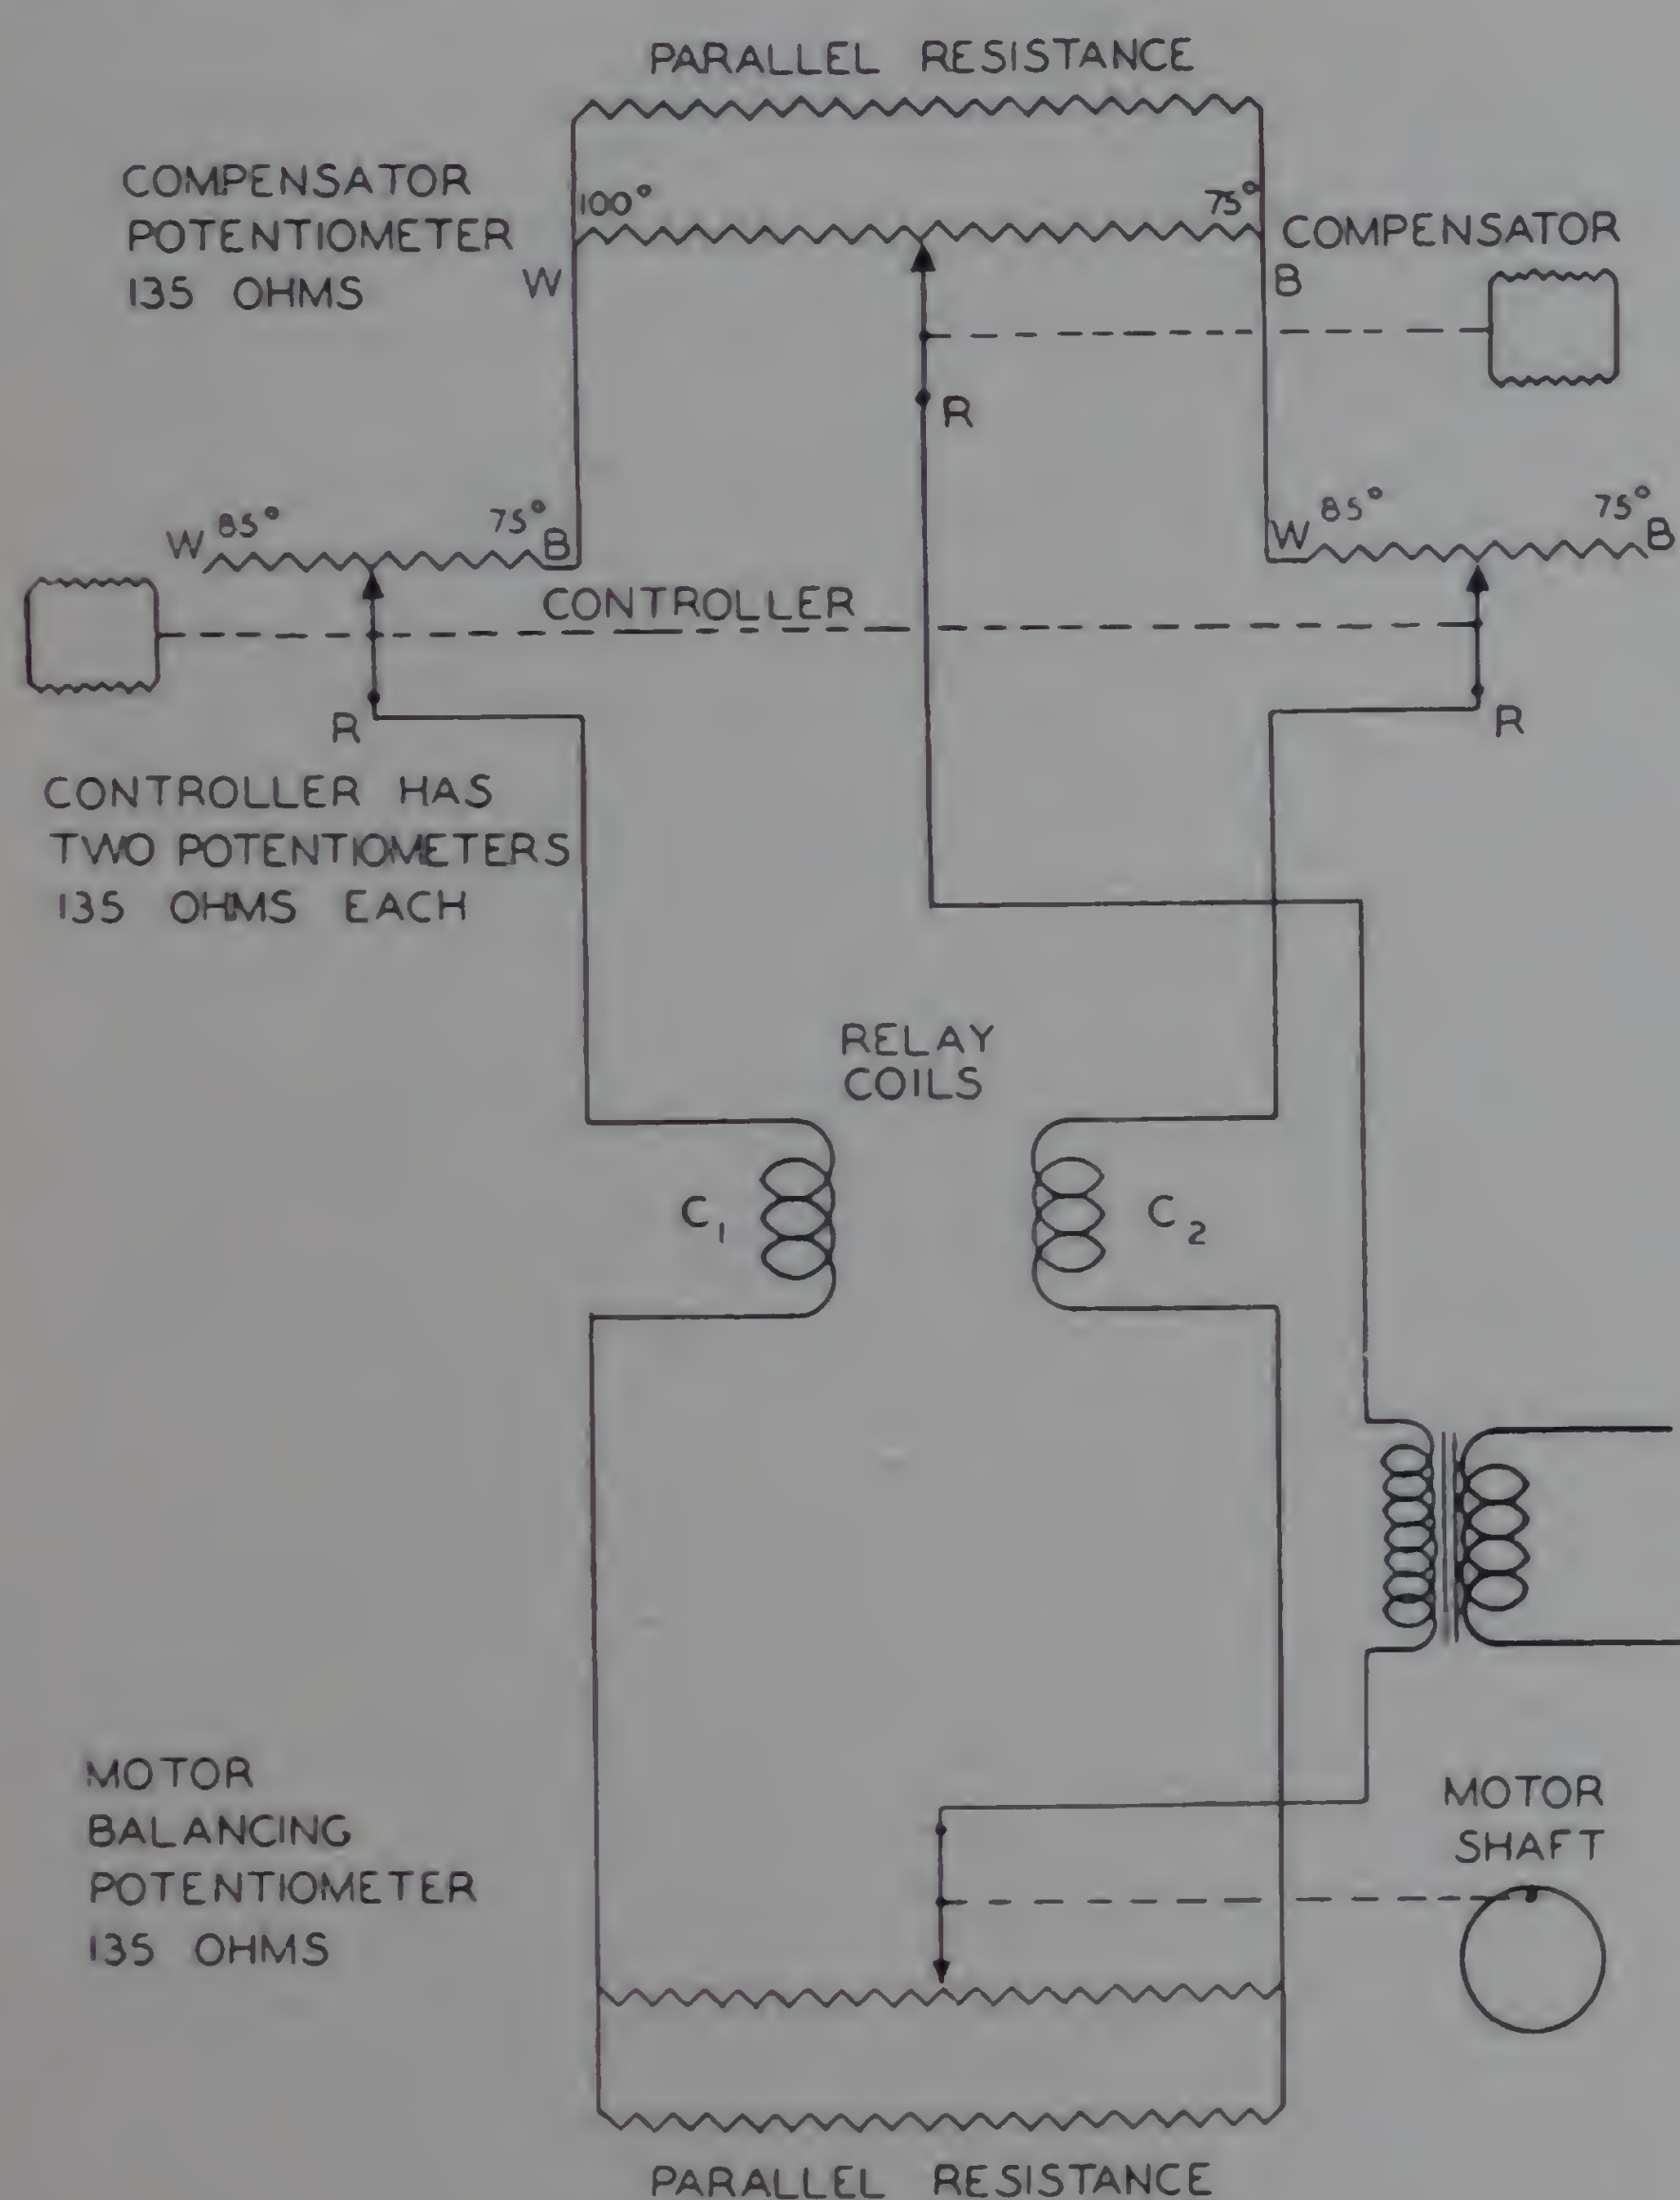 PARALLEL RESISTANCE
COMPENSATOR
POTENTIOMETER
135 OHMS
100°
75°
COMPENSATOR
W
B
R
W 85°
75° B
W 85°
75° B
CONTROLLER
R
R
CONTROLLER HAS
TWO POTENTIOMETERS
135 OHMS EACH
RELAY
COILS
C1
C2
MOTOR
BALANCING
POTENTIOMETER
135 OHMS
MOTOR
SHAFT
PARALLEL RESISTANCE